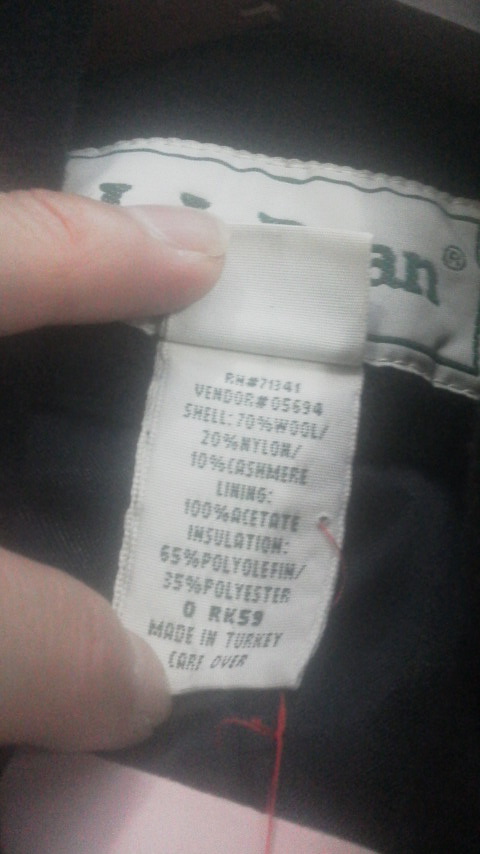 an®
RN#71341
VENDOR#05694
SHELL:70%WOOL/
20%NYLON/
10%CASHMERE
LINING:
100%ACETATE
INSULATION:
65%POLYOLEFIN/
35%POLYESTER
0 RK59
MADE IN TURKEY
CARE OVER